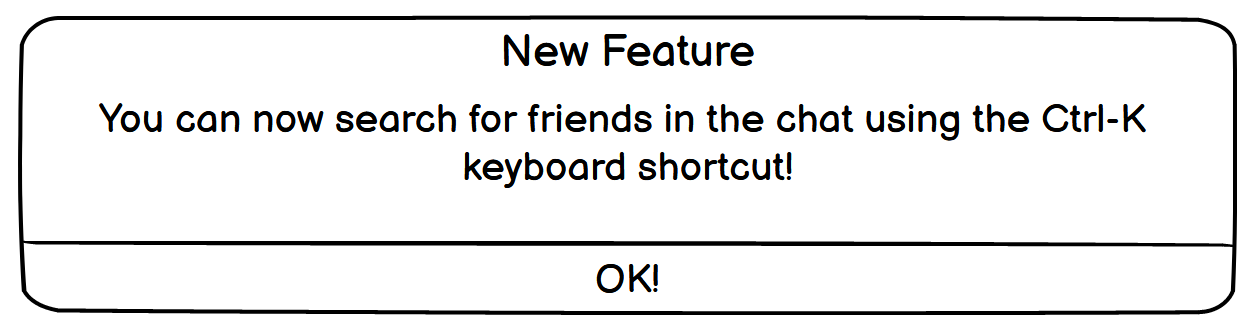 New Feature
You can now search for friends in the chat using the Ctrl-K
keyboard shortcut!
OK!